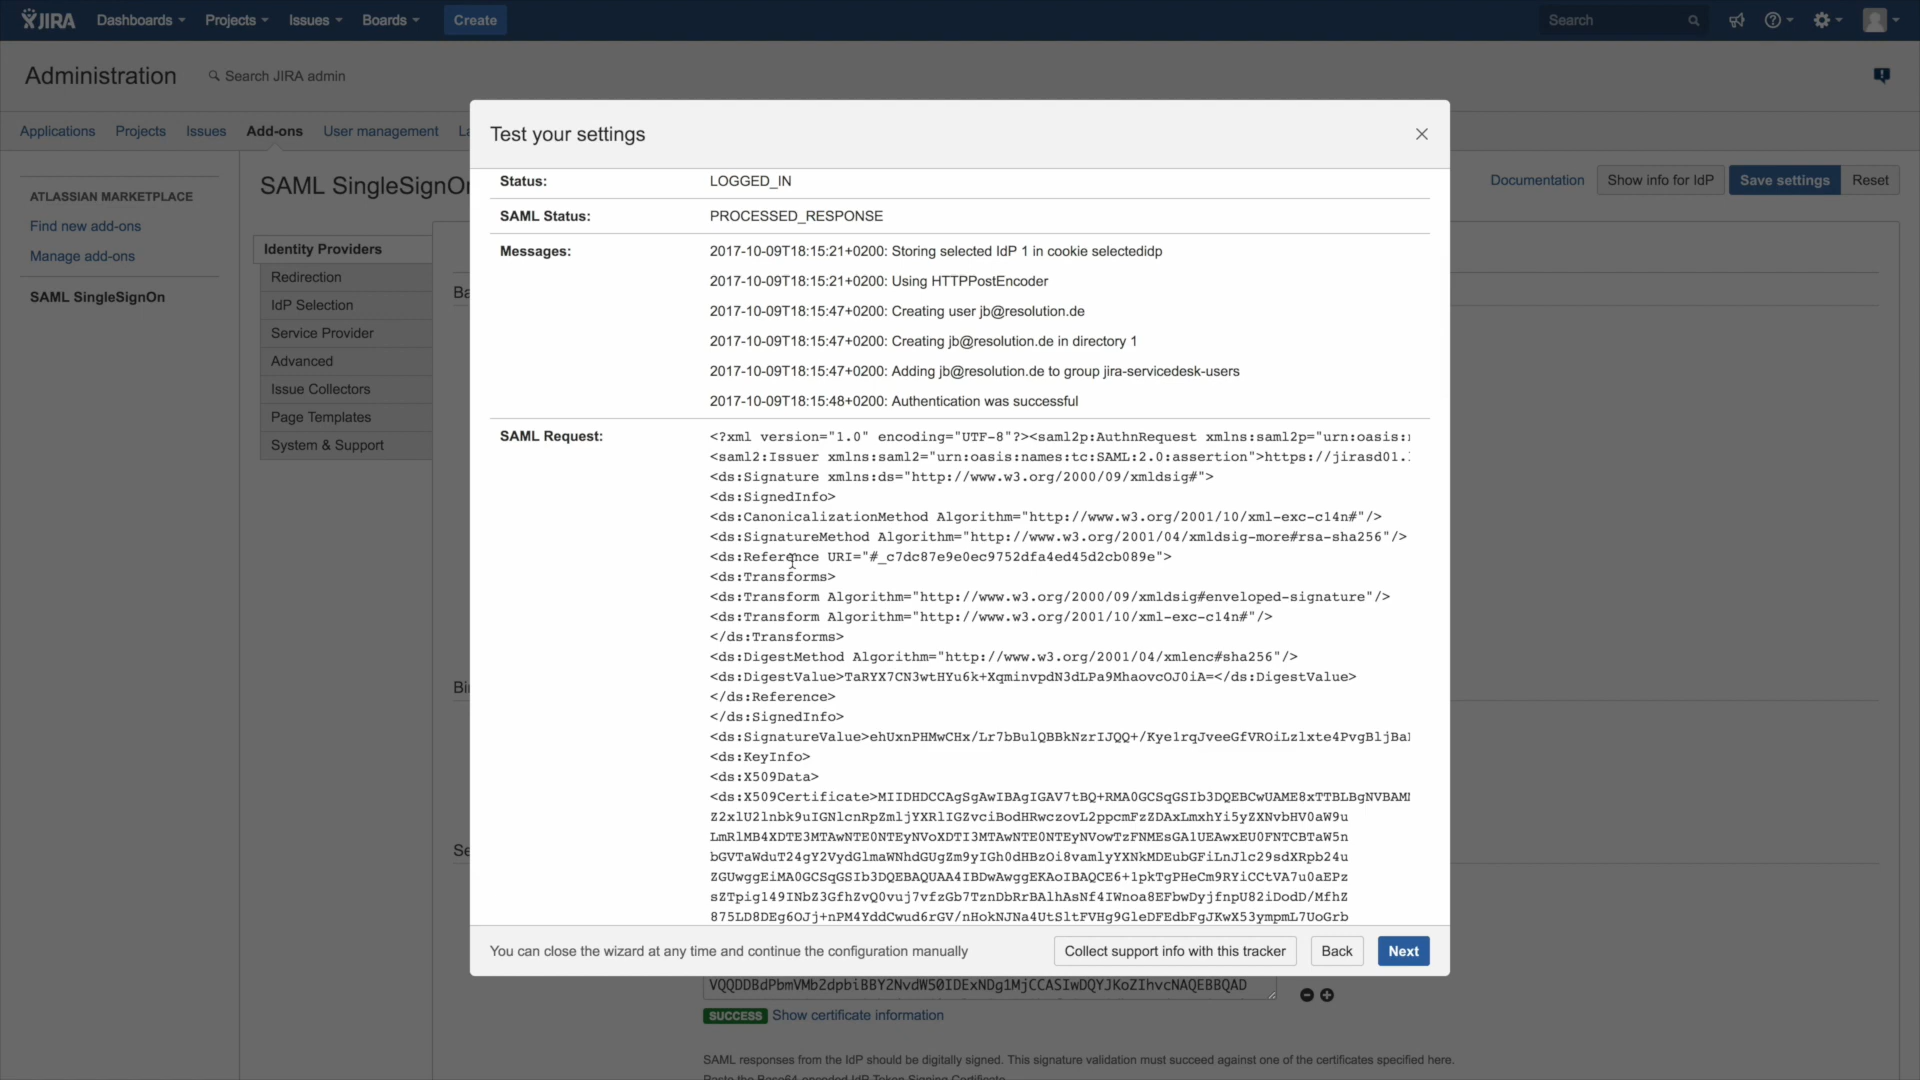 JIRA Dashboards Projects Issues Boards Create Search
Administration Search JIRA admin
Applications Projects Issues Add-ons User management
ATLASSIAN MARKETPLACE
Find new add-ons
Manage add-ons
SAML SingleSignOn
SAML SingleSignOn
Documentation Show info for IdP Save settings Reset
Identity Providers
Redirection
IdP Selection
Service Provider
Advanced
Issue Collectors
Page Templates
System & Support
Test your settings
Status: LOGGED_IN
SAML Status: PROCESSED_RESPONSE
Messages: 2017-10-09T18:15:21+0200: Storing selected IdP 1 in cookie selectedidp
2017-10-09T18:15:21+0200: Using HTTPPostEncoder
2017-10-09T18:15:47+0200: Creating user jb@resolution.de
2017-10-09T18:15:47+0200: Creating jb@resolution.de in directory 1
2017-10-09T18:15:47+0200: Adding jb@resolution.de to group jira-servicedesk-users
2017-10-09T18:15:48+0200: Authentication was successful
SAML Request: <?xml version="1.0" encoding="UTF-8"?><saml2p:AuthnRequest xmlns:saml2p="urn:oasis:
<saml2:Issuer xmlns:saml2="urn:oasis:names:tc:SAML:2.0:assertion">https://jirasd01.
<ds:Signature xmlns:ds="http://www.w3.org/2000/09/xmldsig#">
<ds:SignedInfo>
<ds:CanonicalizationMethod Algorithm="http://www.w3.org/2001/10/xml-exc-c14n#"/>
<ds:SignatureMethod Algorithm="http://www.w3.org/2001/04/xmldsig-more#rsa-sha256"/>
<ds:Reference URI="#_c7dc87e9e0ec9752dfa4ed45d2cb089e">
<ds:Transforms>
<ds:Transform Algorithm="http://www.w3.org/2000/09/xmldsig#enveloped-signature"/>
<ds:Transform Algorithm="http://www.w3.org/2001/10/xml-exc-c14n#"/>
</ds:Transforms>
<ds:DigestMethod Algorithm="http://www.w3.org/2001/04/xmlenc#sha256"/>
<ds:DigestValue>TaRYX7CN3wtHYu6k+XqminvpdN3dLPa9MhaovcOJ0iA=</ds:DigestValue>
</ds:Reference>
</ds:SignedInfo>
<ds:SignatureValue>ehUxnPHMwCHx/Lr7bBulQBBkNzrIJQQ+/Kye1rqJveeGfVROiLzlxte4PvgBljBa
<ds:KeyInfo>
<ds:X509Data>
<ds:X509Certificate>MIIDHDCCAgSgAwIBAgIGAV7tBQ+RMA0GCSqGSIb3DQEBCwUAME8xTTBLBgNVBAM
Z2xlU2lnbk9uIGNlcnRpZmljYXRlIGZvciBodHRwczovL2ppcmFzZDAxLmxhYi5yZXNvbHV0aW9u
LmRlMB4XDTE3MTAwNTE0NTEyNVoXDTI3MTAwNTE0NTEyNVowTzFNMEsGA1UEAwxEU0FNTCBTaW5n
bGVTaWduT24gY2VydGlmaWNhdGUgZm9yIGh0dHBzOi8vamlyYXNkMDEubGFiLnJlc29sdXRpb24u
ZGUwggEiMA0GCSqGSIb3DQEBAQUAA4IBDwAwggEKAoIBAQCE6+1pkTgPHeCm9RYiCCtVA7u0aEPz
sZTpig149INbZ3GfhZvQ0vuj7vfzGb7TznDbRrBAlhAsNf4IWnoa8EFbwDyjfnpU82iDodD/MfhZ
875LD8DEg6OJj+nPM4YddCwud6rGV/nHokNJNa4UtSltFVHg9GleDFEdbFgJKwX53ympmL7UoGrb
You can close the wizard at any time and continue the configuration manually Collect support info with this tracker Back Next
VQQDDBdPbmVMb2dpbiBBY2NvdW50IDExNDg1MjCCASIwDQYJKoZIhvcNAQEBBQAD
SUCCESS Show certificate information
SAML responses from the IdP should be digitally signed. This signature validation must succeed against one of the certificates specified here.